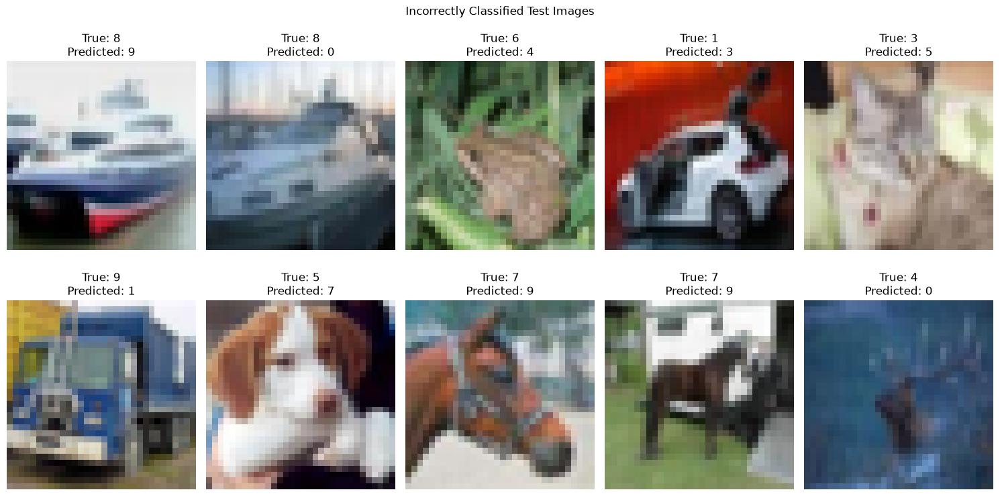 Incorrectly Classified Test Images
True: 8
Predicted: 9
True: 8
Predicted: 0
True: 6
Predicted: 4
True: 1
Predicted: 3
True: 3
Predicted: 5
True: 9
Predicted: 1
True: 5
Predicted: 7
True: 7
Predicted: 9
True: 7
Predicted: 9
True: 4
Predicted: 0